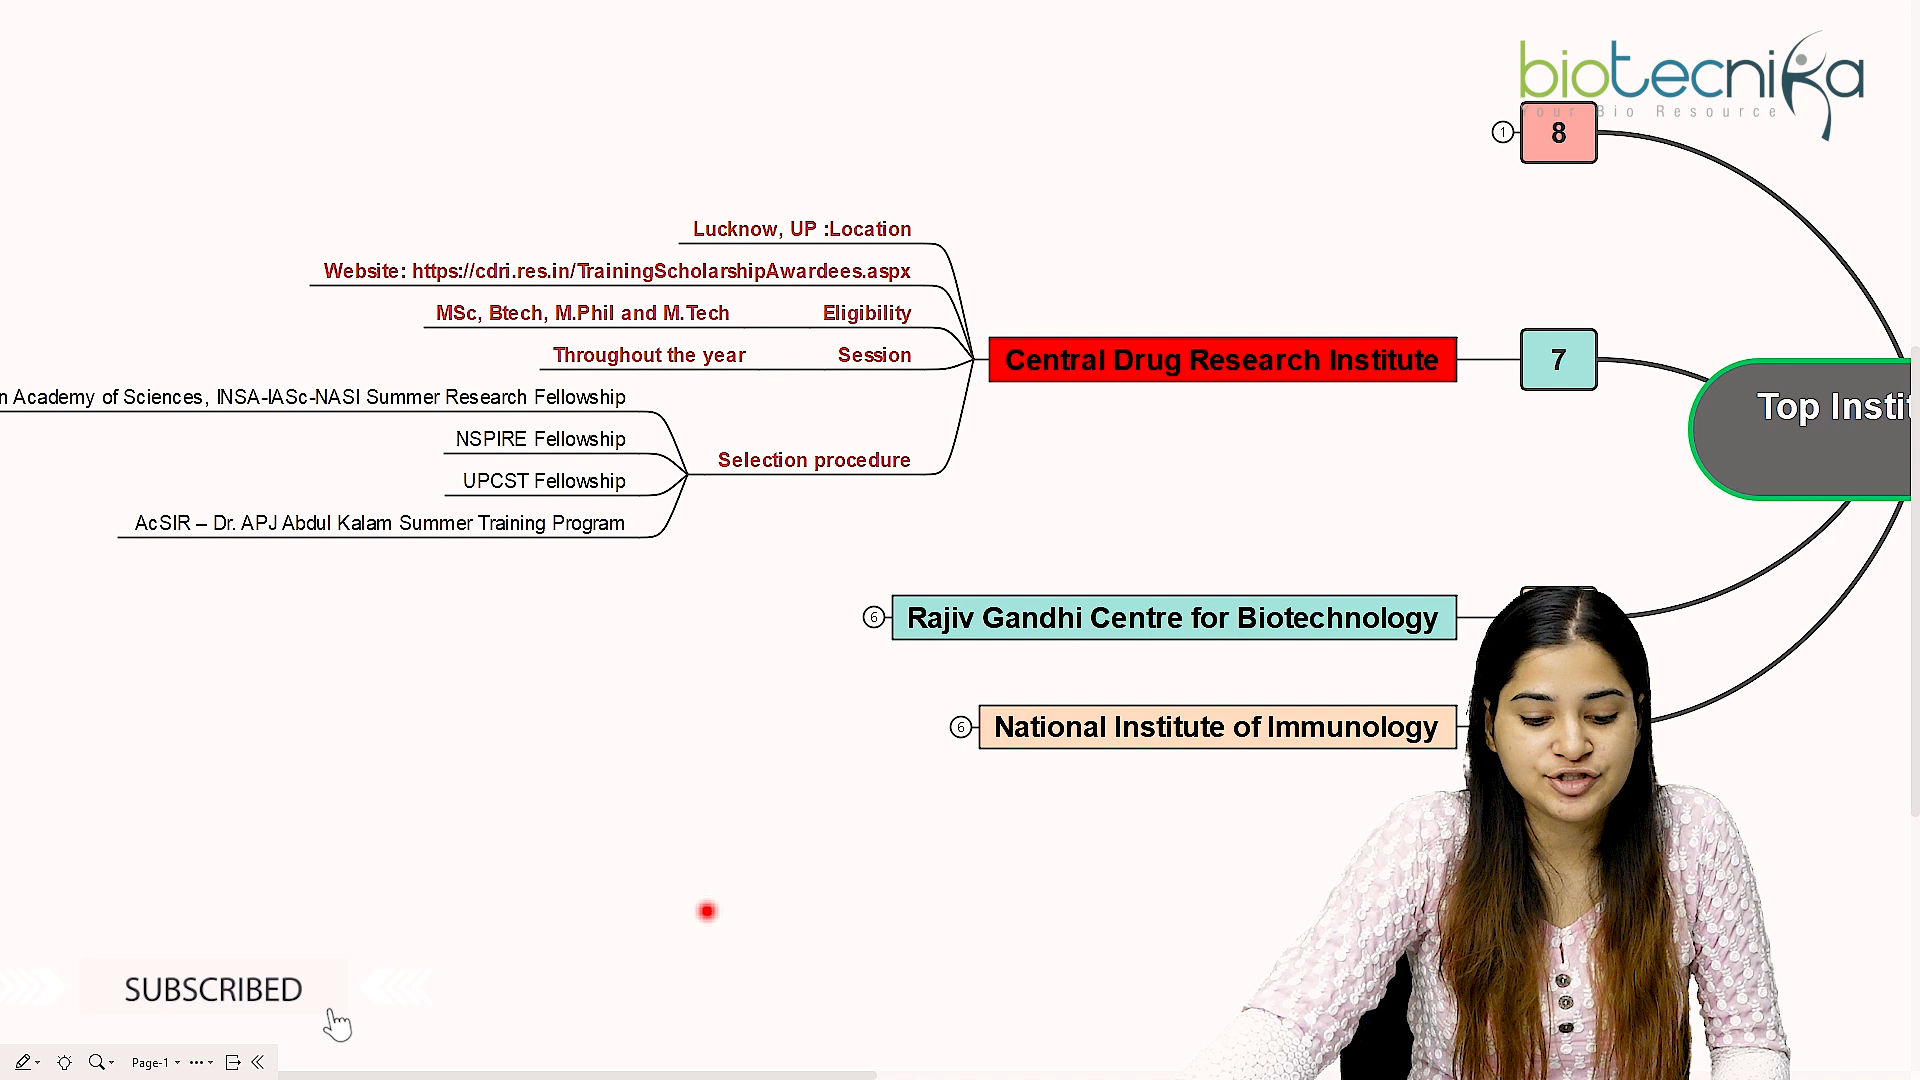 biotecnika
Your Bio Resource
1
8
Lucknow, UP :Location
Website: https://cdri.res.in/TrainingScholarshipAwardees.aspx
MSc, Btech, M.Phil and M.Tech Eligibility
Throughout the year Session
Central Drug Research Institute
7
Top
Academy of Sciences, INSA-IASc-NASI Summer Research Fellowship
NSPIRE Fellowship
Selection procedure
UPCST Fellowship
AcSIR – Dr. APJ Abdul Kalam Summer Training Program
6
Rajiv Gandhi Centre for Biotechnology
6
National Institute of Immunology
SUBSCRIBED
Page-1